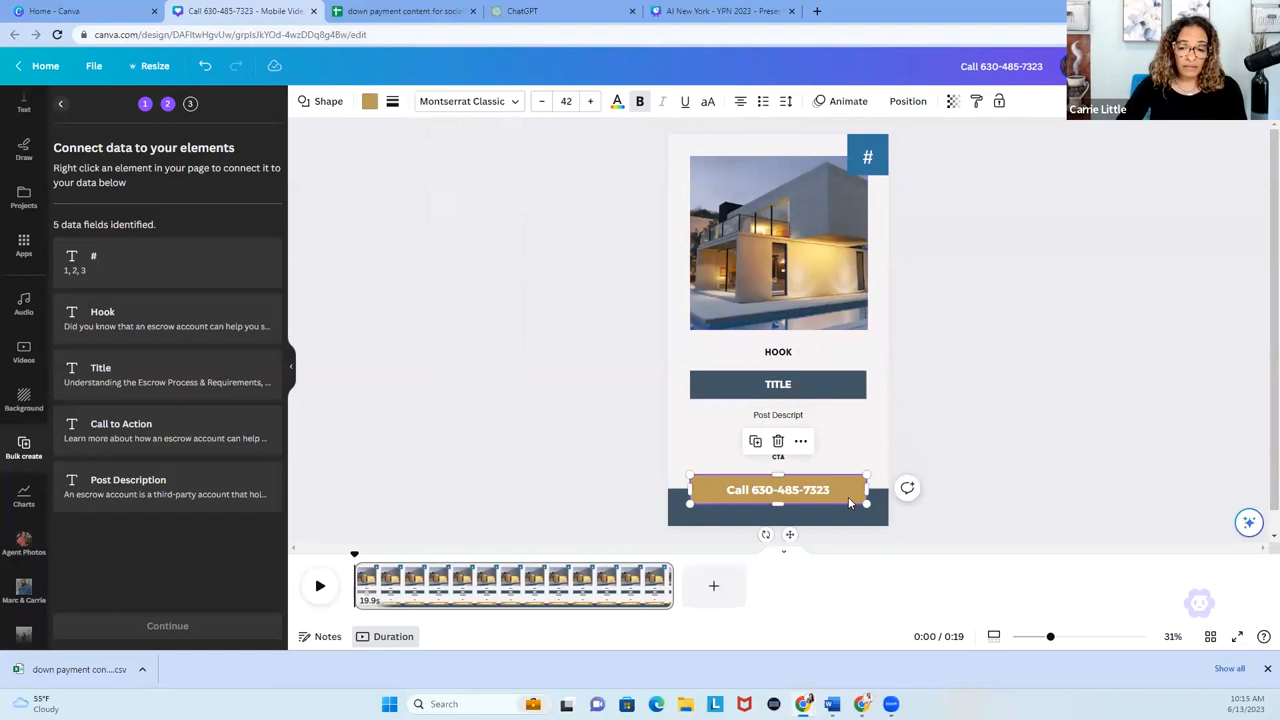 Home - Canva
Call 630-485-7323 - Mobile Vide
down payment content for socia
ChatGPT
AI New York - YPN 2023 - Present
canva.com/design/DAFItwHgvUw/grpIsJkYOd-4wzDDq8g4Bw/edit
Home
File
Resize
Call 630-485-7323
Carrie Little
Text
Draw
Projects
Apps
Audio
Videos
Background
Bulk create
Charts
Agent Photos
Marc & Carrie
1
2
3
Connect data to your elements
Right click an element in your page to connect it to
your data below
5 data fields identified.
#
1, 2, 3
Hook
Did you know that an escrow account can help you s...
Title
Understanding the Escrow Process & Requirements, ...
Call to Action
Learn more about how an escrow account can help ...
Post Description
An escrow account is a third-party account that hol...
Continue
Shape
Montserrat Classic
− 42 +
A
B
I
U
aA
Animate
Position
#
HOOK
TITLE
Post Descript
CTA
Call 630-485-7323
19.9s
Notes
Duration
0:00 / 0:19
31%
down payment con....csv
Show all
55°F
Cloudy
Search
10:15 AM
6/13/2023